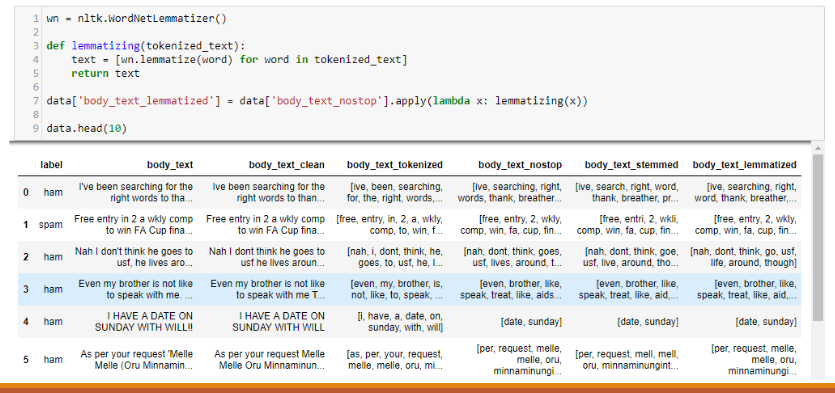 1 wn = nltk.WordNetLemmatizer()
2
3 def lemmatizing(tokenized_text):
4     text = [wn.lemmatize(word) for word in tokenized_text]
5     return text
6
7 data['body_text_lemmatized'] = data['body_text_nostop'].apply(lambda x: lemmatizing(x))
8
9 data.head(10)
label body_text body_text_clean body_text_tokenized body_text_nostop body_text_stemmed body_text_lemmatized
0 ham I've been searching for the Ive been searching for the [ive, been, searching, [ive, searching, right, [ive, search, right, word, [ive, searching, right,
right words to tha... right words to than... for, the, right, words,... words, thank, breather... thank, breather, pr... word, thank, breather,...
1 spam Free entry in 2 a wkly comp Free entry in 2 a wkly comp [free, entry, in, 2, a, wkly, [free, entry, 2, wkly, [free, entri, 2, wkli, [free, entry, 2, wkly,
to win FA Cup fina... to win FA Cup fina... comp, to, win, f... comp, win, fa, cup, fin... comp, win, fa, cup, fin... comp, win, fa, cup, fin...
2 ham Nah I don't think he goes to Nah I dont think he goes to [nah, i, dont, think, he, [nah, dont, think, goes, [nah, dont, think, goe, [nah, dont, think, go, usf,
usf, he lives aro... usf he lives aroun... goes, to, usf, he, l... usf, lives, around, t... usf, live, around, tho... life, around, though]
3 ham Even my brother is not like Even my brother is not like [even, my, brother, is, [even, brother, like, [even, brother, like, [even, brother, like,
to speak with me. ... to speak with me T... not, like, to, speak, ... speak, treat, like, aids... speak, treat, like, aid,... speak, treat, like, aid,...
4 ham I HAVE A DATE ON I HAVE A DATE ON [i, have, a, date, on, [date, sunday] [date, sunday] [date, sunday]
SUNDAY WITH WILL!! SUNDAY WITH WILL sunday, with, will]
5 ham As per your request 'Melle As per your request Melle [as, per, your, request, [per, request, melle, [per, request, mell, mell, [per, request, melle,
Melle (Oru Minnamin... Melle Oru Minnaminun... melle, melle, oru, mi... melle, oru, oru, minnaminungint... melle, oru,
minnaminungi... minnaminungi...